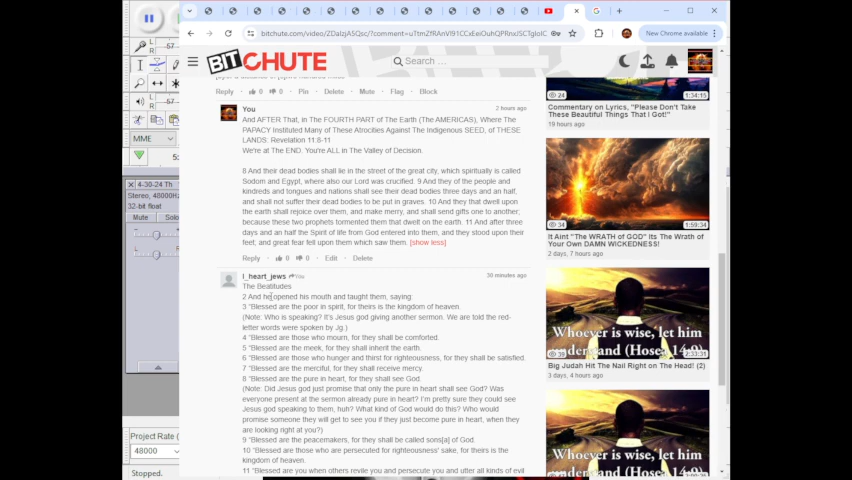 bitchute.com/video/ZDalzjA5Qsc/?comment=uTtmZfRAnVl91CCxEeiOuhQPRnxiSCTgloIC
New Chrome available
BITCHUTE
Search ...
Reply 0 0 Pin Delete Mute Flag Block
You
2 hours ago
And AFTER That, in The FOURTH PART of The Earth (The AMERICAS), Where The
PAPACY Instituted Many of These Atrocities Against The Indigenous SEED, of THESE
LANDS: Revelation 11:8-11
We're at The END. You're ALL in The Valley of Decision.
8 And their dead bodies shall lie in the street of the great city, which spiritually is called
Sodom and Egypt, where also our Lord was crucified. 9 And they of the people and
kindreds and tongues and nations shall see their dead bodies three days and an half,
and shall not suffer their dead bodies to be put in graves. 10 And they that dwell upon
the earth shall rejoice over them, and make merry, and shall send gifts one to another;
because these two prophets tormented them that dwelt on the earth. 11 And after three
days and an half the Spirit of life from God entered into them, and they stood upon their
feet; and great fear fell upon them which saw them. [show less]
Reply 0 0 Edit Delete
I_heart_jews You
39 minutes ago
The Beatitudes
2 And he opened his mouth and taught them, saying:
3 "Blessed are the poor in spirit, for theirs is the kingdom of heaven.
(Note: Who is speaking? It's Jesus god giving another sermon. We are told the red-
letter words were spoken by Jg.)
4 "Blessed are those who mourn, for they shall be comforted.
5 "Blessed are the meek, for they shall inherit the earth.
6 "Blessed are those who hunger and thirst for righteousness, for they shall be satisfied.
7 "Blessed are the merciful, for they shall receive mercy.
8 "Blessed are the pure in heart, for they shall see God.
(Note: Did Jesus god just promise that only the pure in heart shall see God? Was
everyone present at the sermon already pure in heart? I'm pretty sure they could see
Jesus god speaking to them, huh? What kind of God would do this? Who would
promise someone they will get to see you if they just become pure in heart, when they
are looking right at you?)
9 "Blessed are the peacemakers, for they shall be called sons[a] of God.
10 "Blessed are those who are persecuted for righteousness' sake, for theirs is the
kingdom of heaven.
11 "Blessed are you when others revile you and persecute you and utter all kinds of evil
24
1:34:15
Commentary on Lyrics, "Please Don't Take
These Beautiful Things That I Got!"
19 hours ago
34
1:59:34
It Aint "The WRATH of GOD" its The Wrath of
Your Own DAMN WICKEDNESS!
2 days, 7 hours ago
Whoever is wise, let him
understand (Hosea 14:9)
39
2:33:31
Big Judah Hit The Nail Right on The Head! (2)
3 days, 4 hours ago
Whoever is wise, let him
-57
-57
MME
4-30-24 Th
Stereo, 48000Hz
32-bit float
Mute Solo
Project Rate (
48000
Stopped.